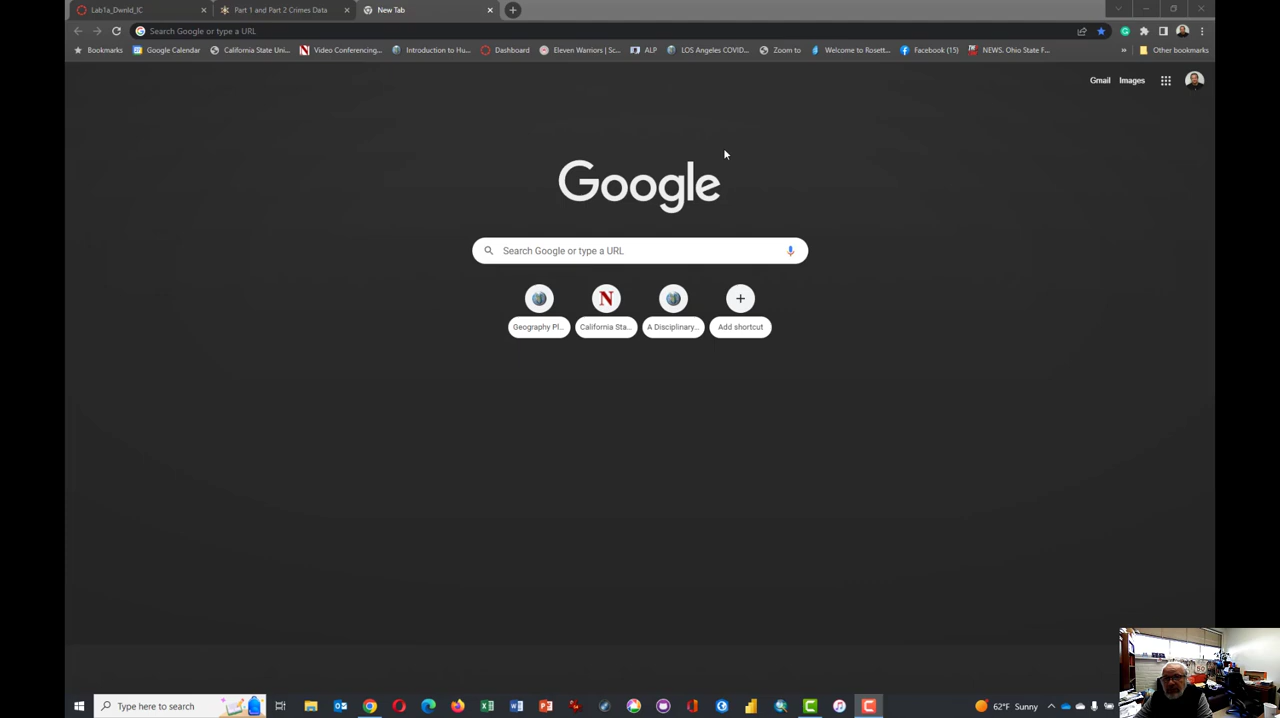 Lab1a_Dwnld_IC
Part 1 and Part 2 Crimes Data
New Tab
Search Google or type a URL
Bookmarks
Google Calendar
California State Uni...
Video Conferencing...
Introduction to Hu...
Dashboard
Eleven Warriors | Sc...
ALP
LOS Angeles COVID...
Zoom to
Welcome to Rosett...
Facebook (15)
NEWS. Ohio State F...
Other bookmarks
Gmail
Images
Google
Search Google or type a URL
N
Geography Pl...
California Sta...
A Disciplinary...
Add shortcut
Type here to search
62°F Sunny